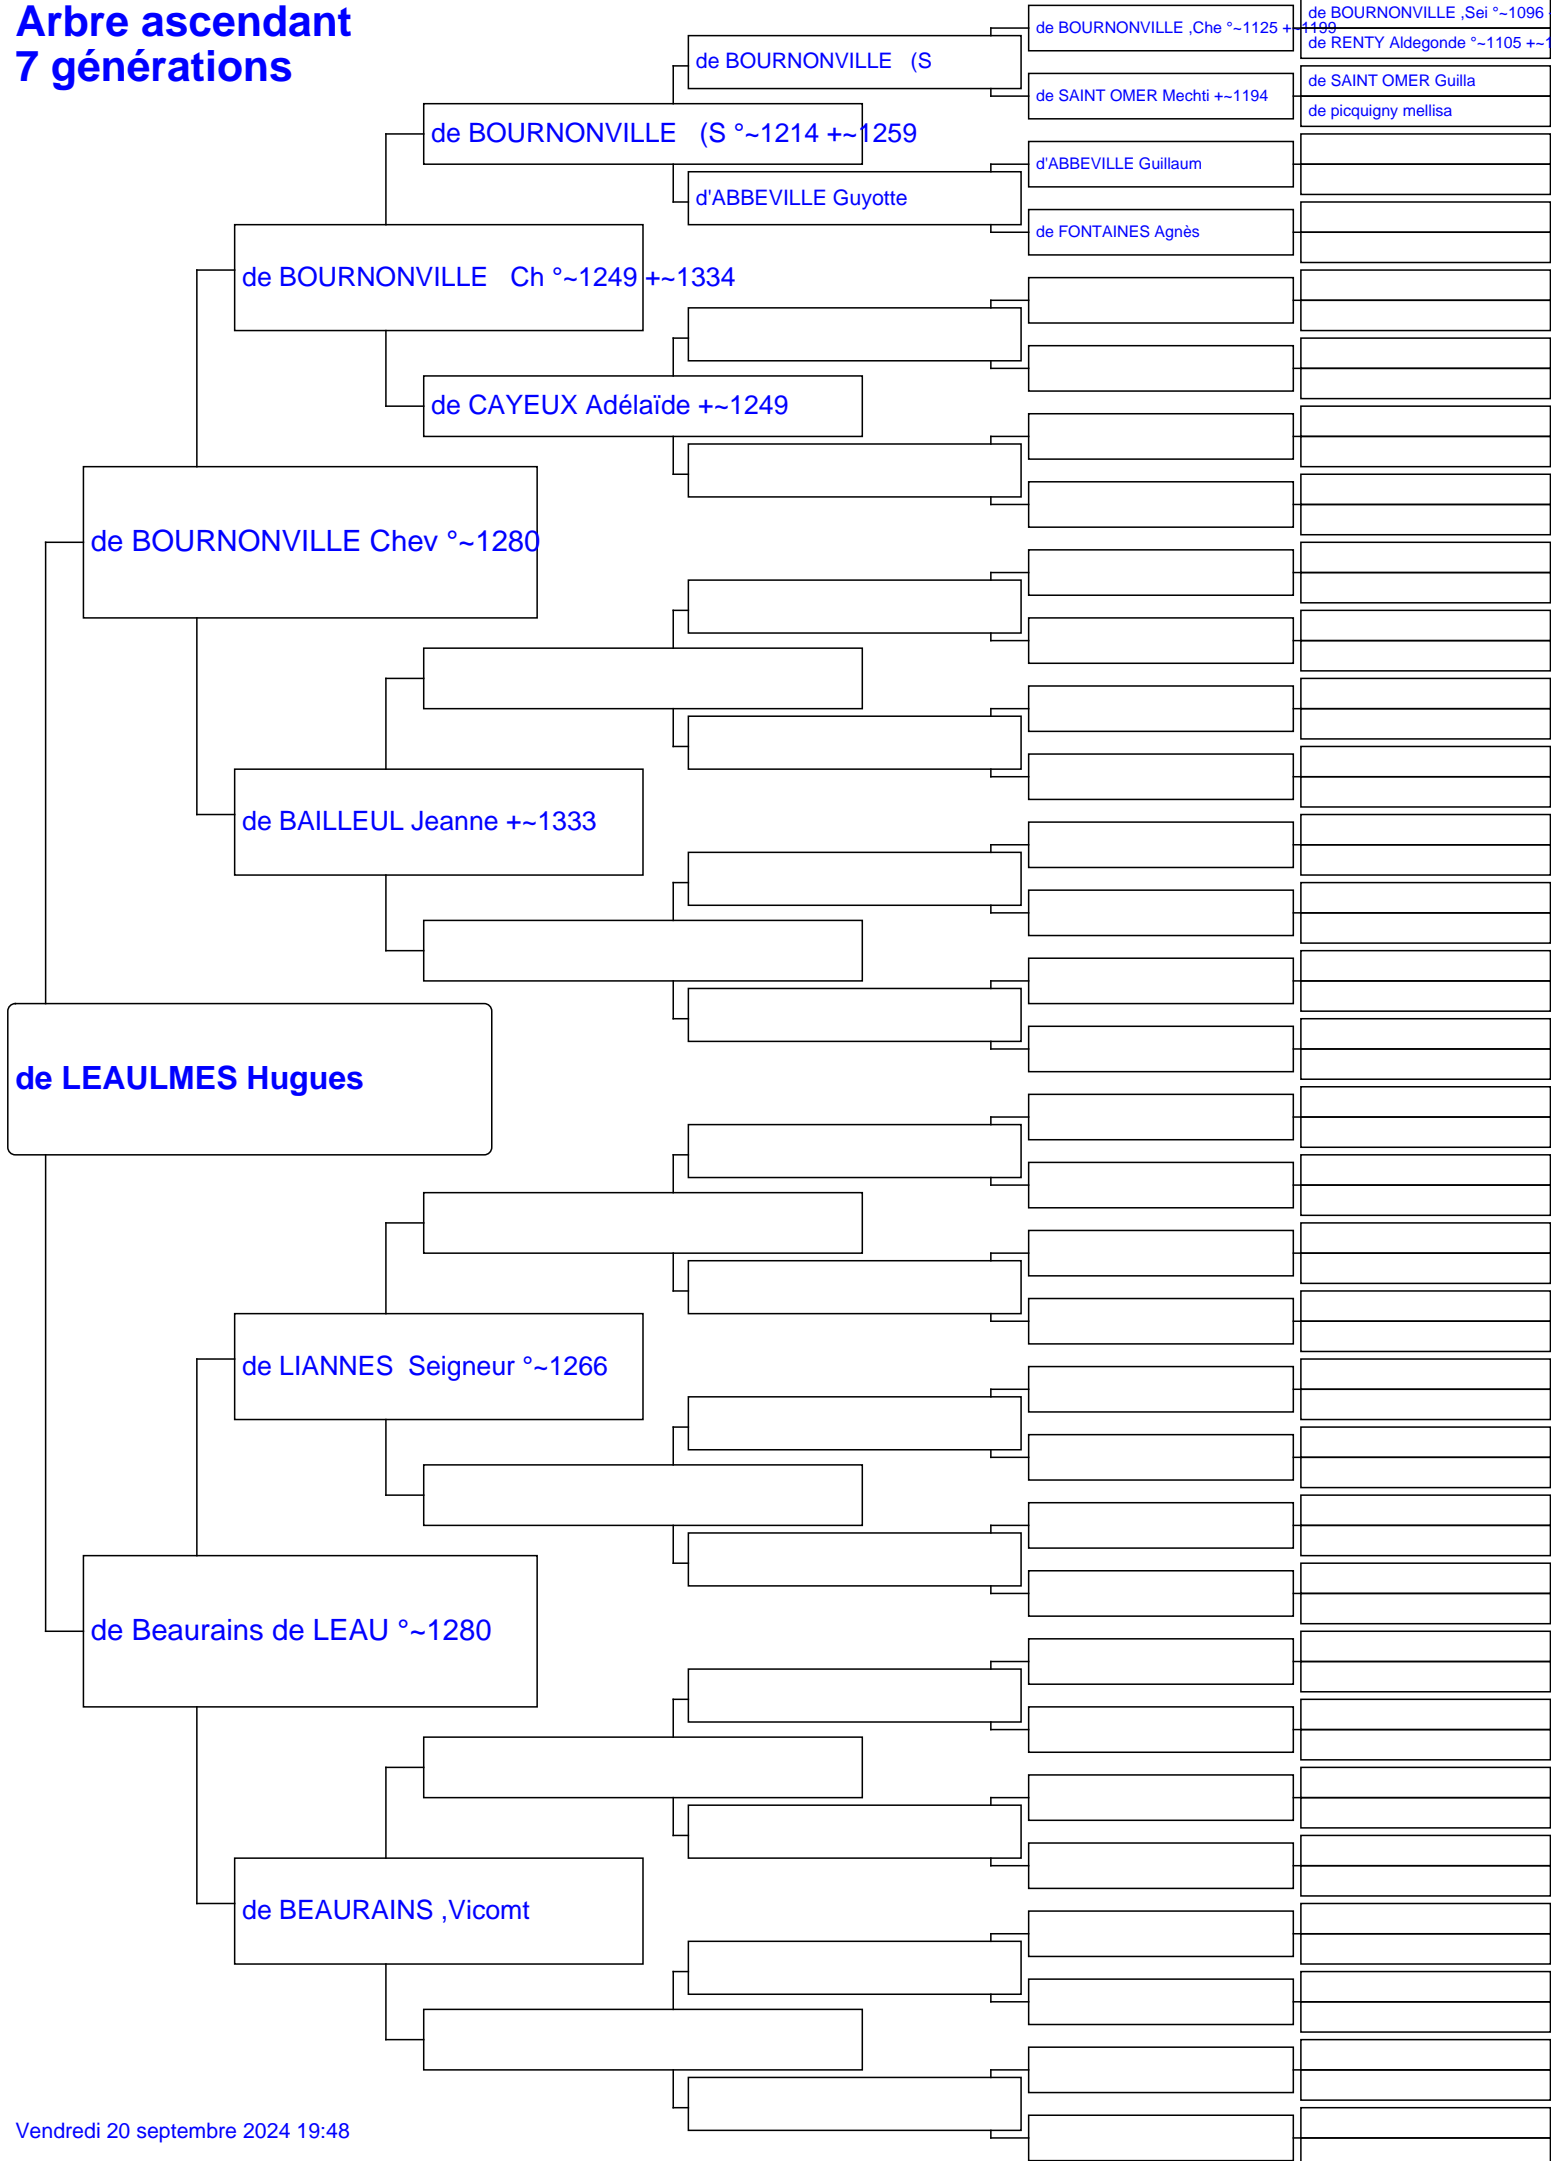 Arbre ascendant
7 générations
de BOURNONVILLE ,Sei °~1096
de BOURNONVILLE ,Che °~1125 +~1199
de RENTY Aldegonde °~1105 +~1
de BOURNONVILLE (S
de SAINT OMER Guilla
de SAINT OMER Mechti +~1194
de picquigny mellisa
de BOURNONVILLE (S °~1214 +~1259
d'ABBEVILLE Guillaum
d'ABBEVILLE Guyotte
de FONTAINES Agnès
de BOURNONVILLE Ch °~1249 +~1334
de CAYEUX Adélaïde +~1249
de BOURNONVILLE Chev °~1280
de BAILLEUL Jeanne +~1333
de LEAULMES Hugues
de LIANNES Seigneur °~1266
de Beaurains de LEAU °~1280
de BEAURAINS ,Vicomt
Vendredi 20 septembre 2024 19:48